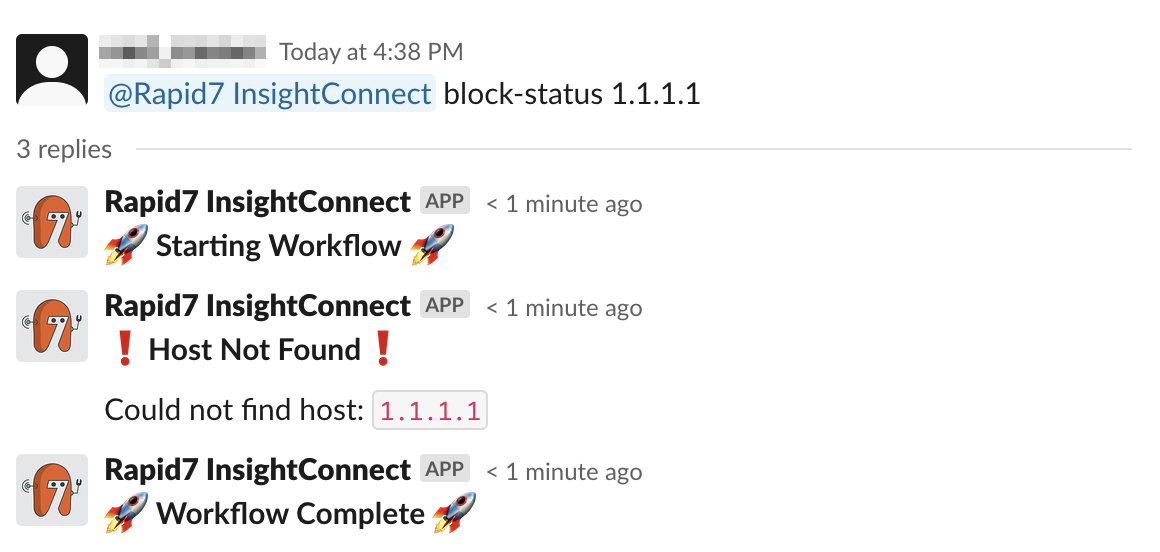 Today at 4:38 PM
@Rapid7 InsightConnect block-status 1.1.1.1
3 replies
Rapid7 InsightConnect APP < 1 minute ago
🚀 Starting Workflow 🚀
Rapid7 InsightConnect APP < 1 minute ago
❗ Host Not Found ❗
Could not find host: 1.1.1.1
Rapid7 InsightConnect APP < 1 minute ago
🚀 Workflow Complete 🚀